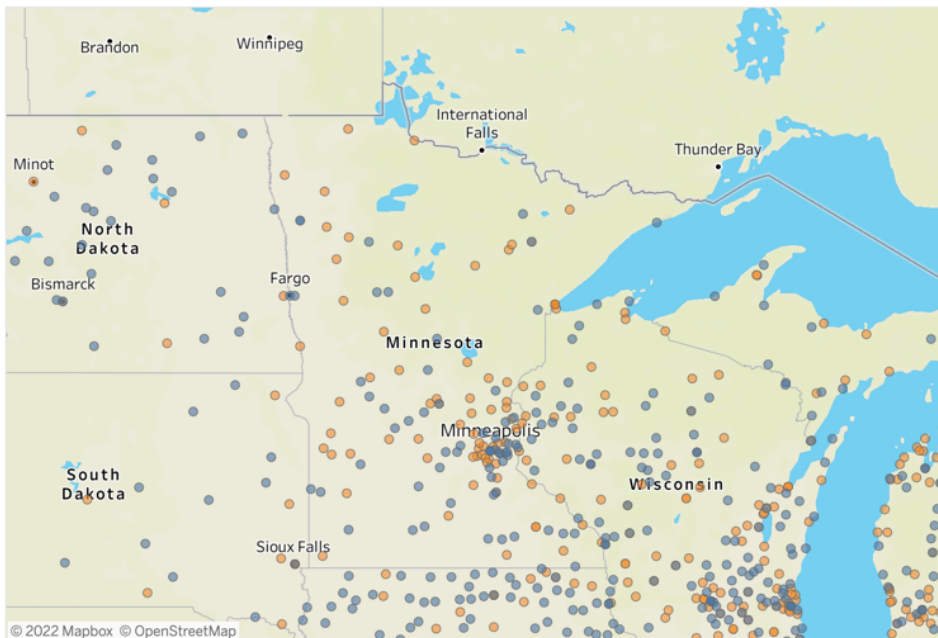 Brandon
Winnipeg
International
Falls
Thunder Bay
Minot
North
Dakota
Bismarck
Fargo
Minnesota
Minneapolis
South
Dakota
Wisconsin
Sioux Falls
© 2022 Mapbox © OpenStreetMap